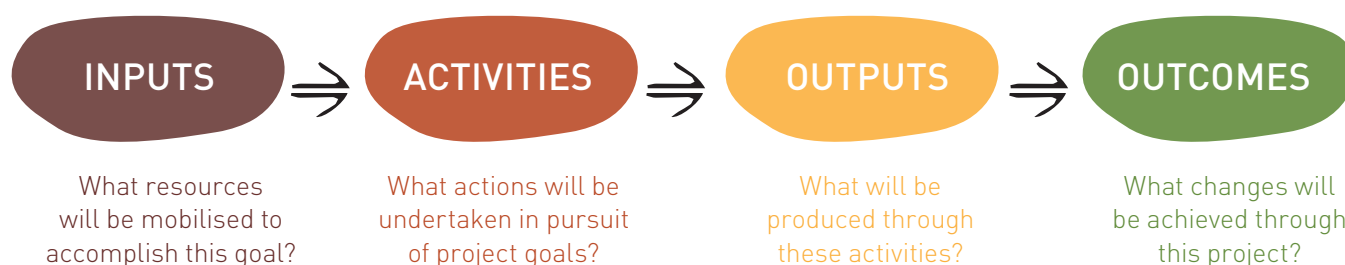 INPUTS
What resources
will be mobilised to
accomplish this goal?
ACTIVITIES
What actions will be
undertaken in pursuit
of project goals?
OUTPUTS
What will be
produced through
these activities?
OUTCOMES
What changes will
be achieved through
this project?